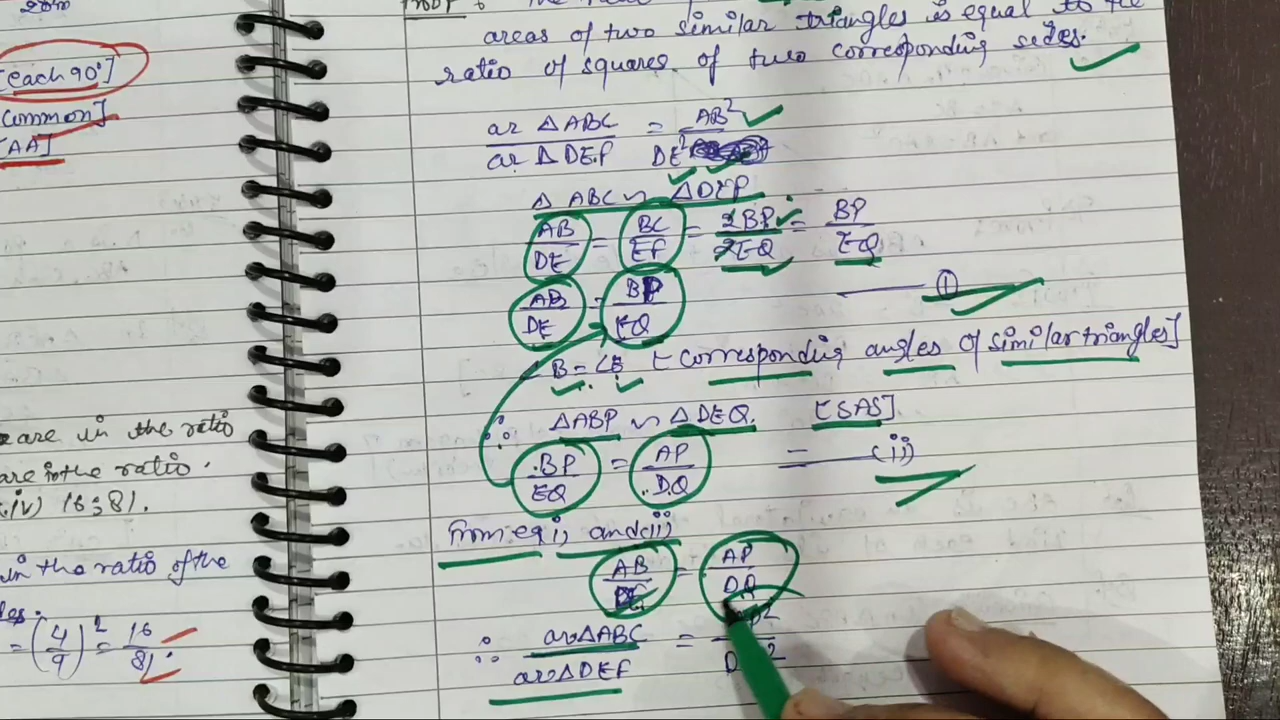 [each 90°]
common]
[AA]
are in the ratio
are in the ratio.
(iv) 16:81.
in the ratio of the
= (4/9)² = 16/81.
areas of two similar triangles is equal to the
ratio of squares of two corresponding sides.
ar ΔABC / ar ΔDEF = AB² / DE²
Δ ABC ~ ΔDEF
AB/DE = BC/EF = 2BP/2EQ = BP/EQ
AB/DE = BP/EQ ——— ①
∠B = ∠E [corresponding angles of similar triangles]
∴ ΔABP ~ ΔDEQ. [SAS]
BP/EQ = AP/DQ = ——— (ii)
from eq i, and (ii)
AB/DE = AP/DQ
∴ arΔABC / arΔDEF =